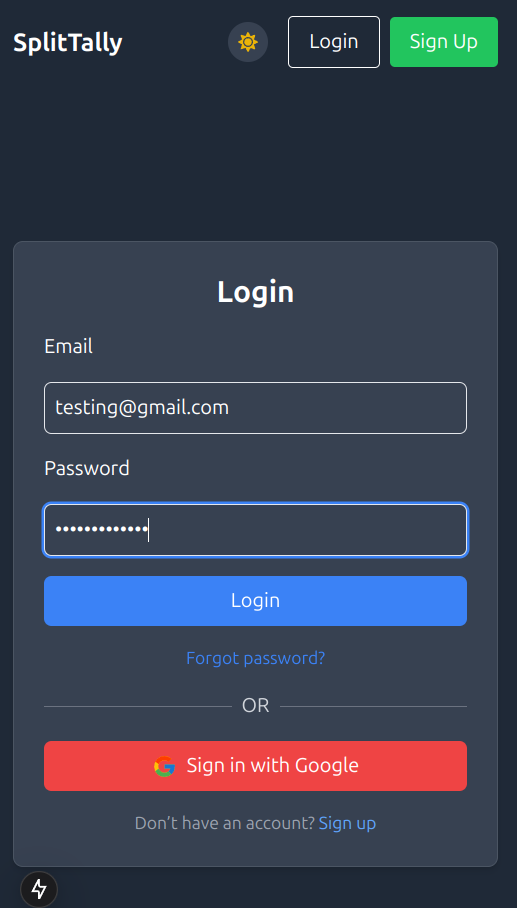 SplitTally
Login
Sign Up
Login
Email
testing@gmail.com
Password
•••••••••••••
Login
Forgot password?
OR
Sign in with Google
Don't have an account? Sign up